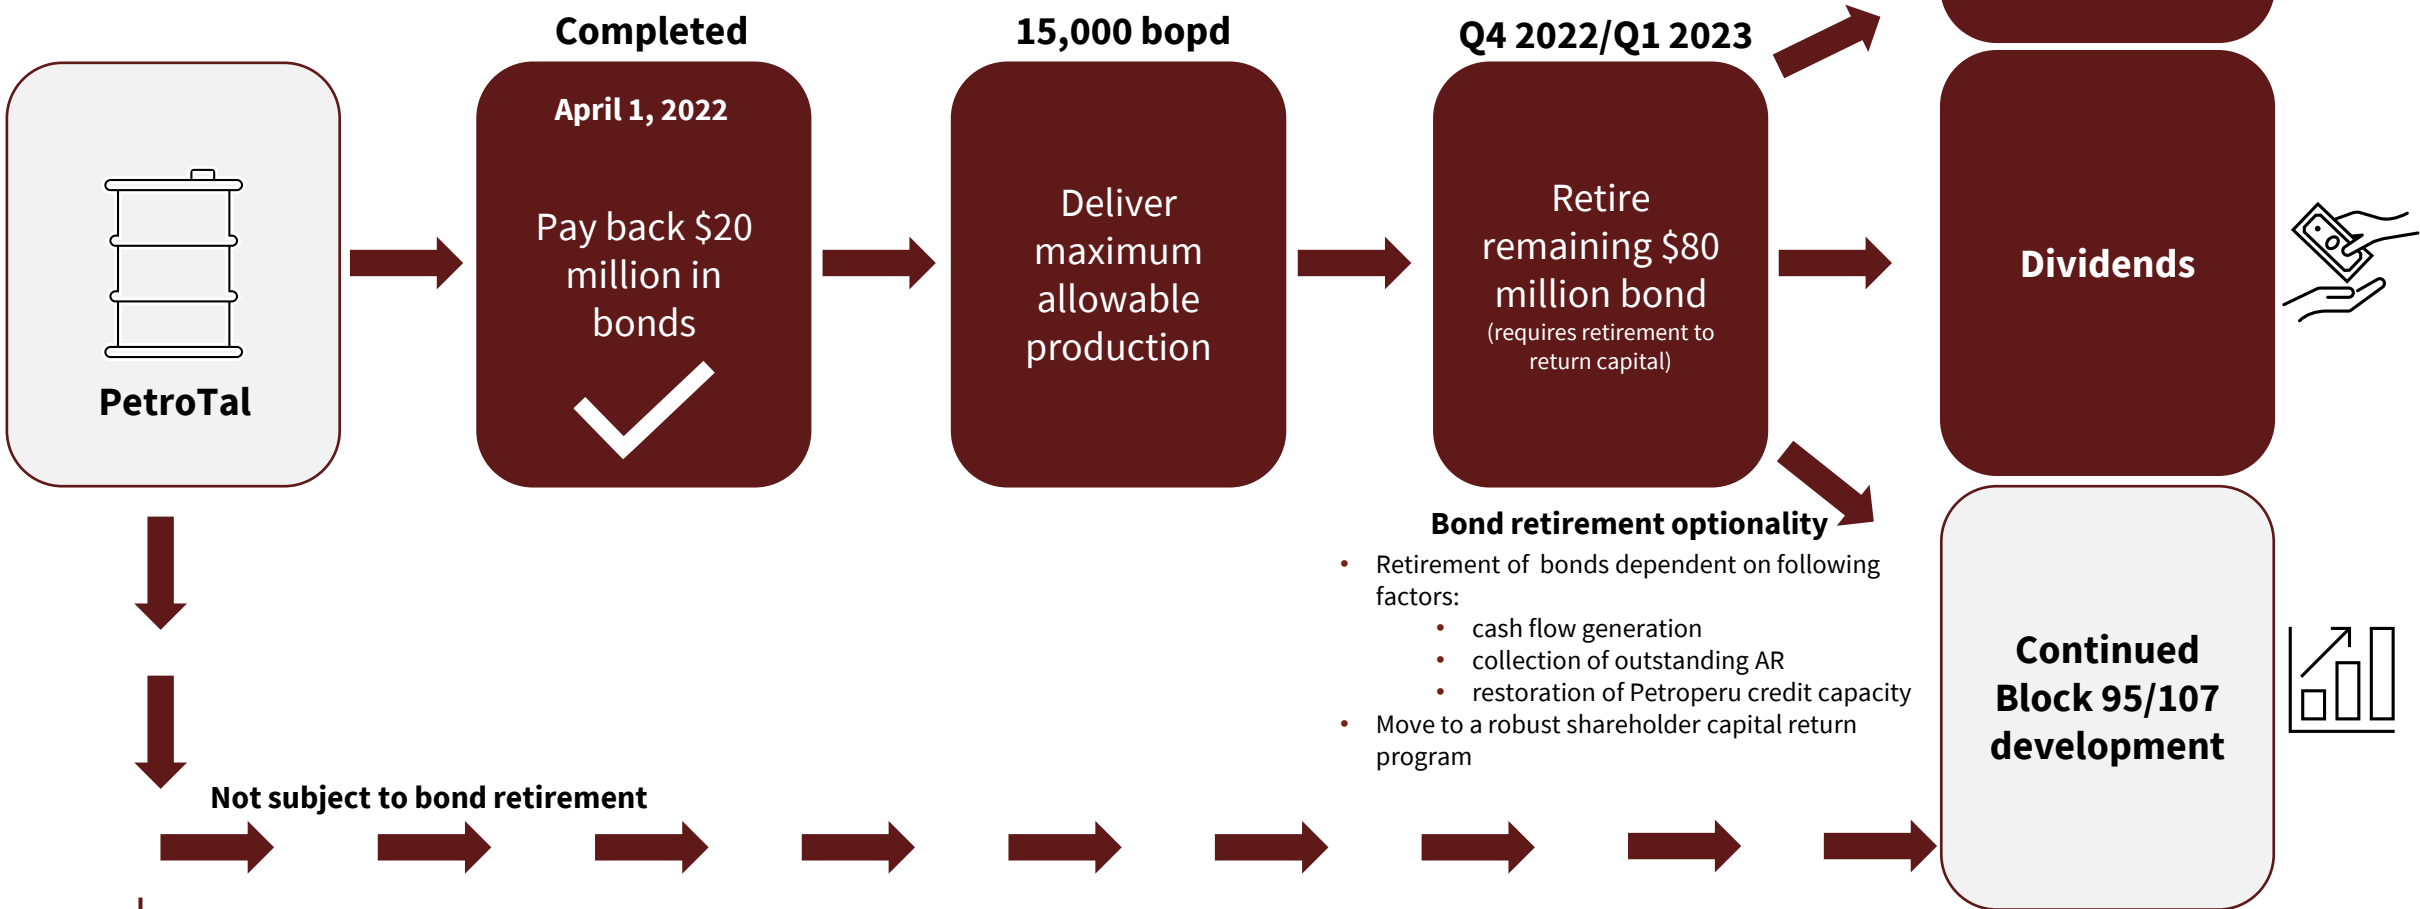 Completed
15,000 bopd
Q4 2022/Q1 2023
PetroTal
April 1, 2022
Pay back $20
million in
bonds
Deliver
maximum
allowable
production
Retire
remaining $80
million bond
(requires retirement to
return capital)
Dividends
Bond retirement optionality
• Retirement of bonds dependent on following
factors:
• cash flow generation
• collection of outstanding AR
• restoration of Petroperu credit capacity
• Move to a robust shareholder capital return
program
Continued
Block 95/107
development
Not subject to bond retirement